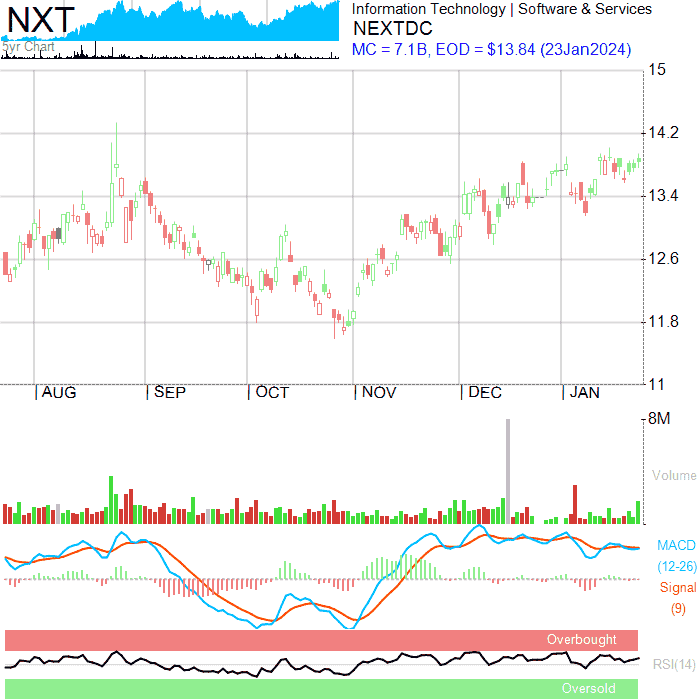 NXT
5yr Chart
Information Technology | Software & Services
NEXTDC
MC = 7.1B, EOD = $13.84 (23Jan2024)
15
14.2
13.4
12.6
11.8
11
| AUG | SEP | OCT | NOV | DEC | JAN
8M
Volume
MACD
(12-26)
Signal
(9)
Overbought
RSI(14)
Oversold